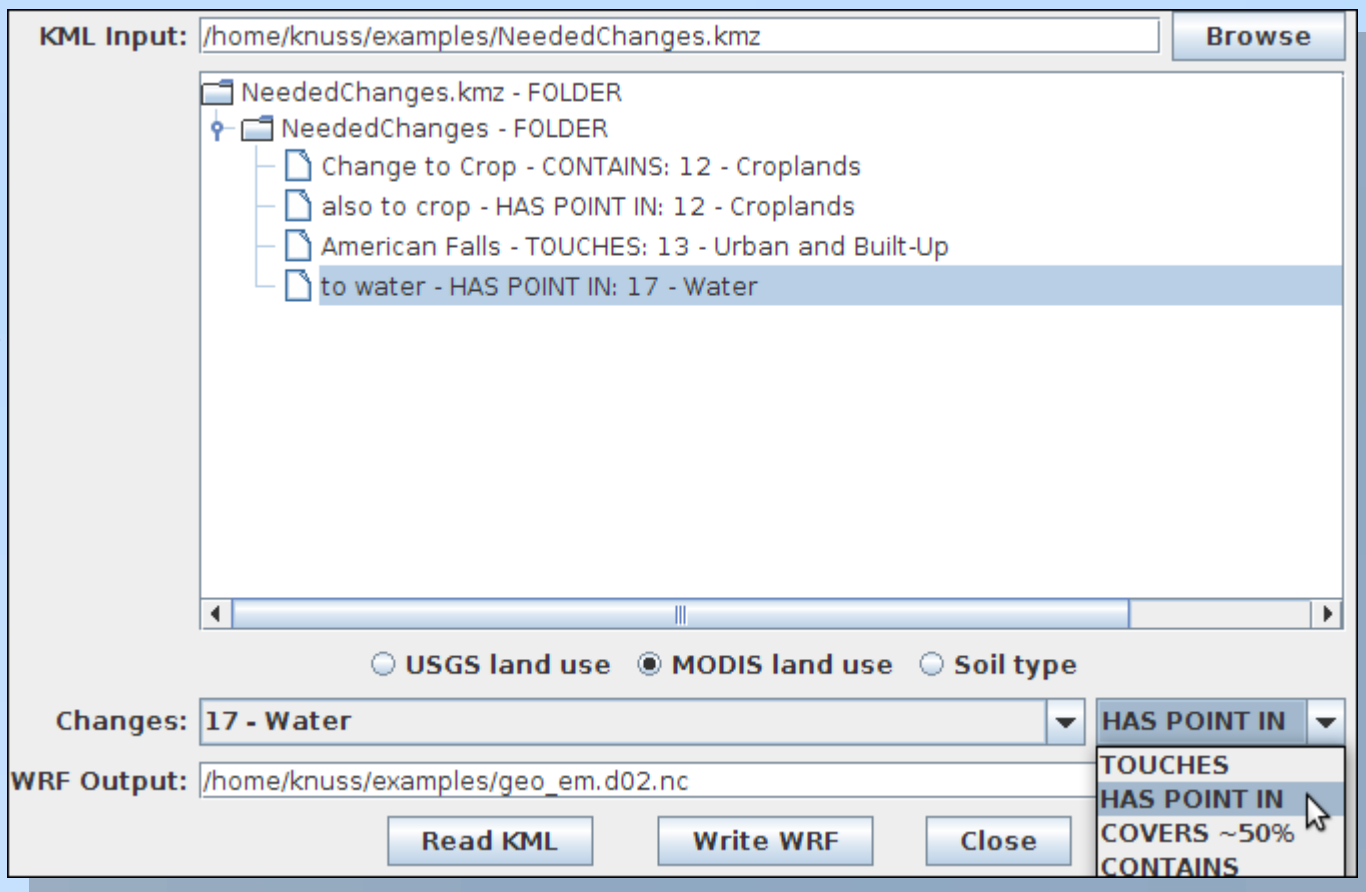 KML Input: /home/knuss/examples/NeededChanges.kmz Browse
NeededChanges.kmz - FOLDER
NeededChanges - FOLDER
Change to Crop - CONTAINS: 12 - Croplands
also to crop - HAS POINT IN: 12 - Croplands
American Falls - TOUCHES: 13 - Urban and Built-Up
to water - HAS POINT IN: 17 - Water
USGS land use MODIS land use Soil type
Changes: 17 - Water HAS POINT IN
WRF Output: /home/knuss/examples/geo_em.d02.nc
TOUCHES
HAS POINT IN
COVERS ~50%
CONTAINS
Read KML Write WRF Close